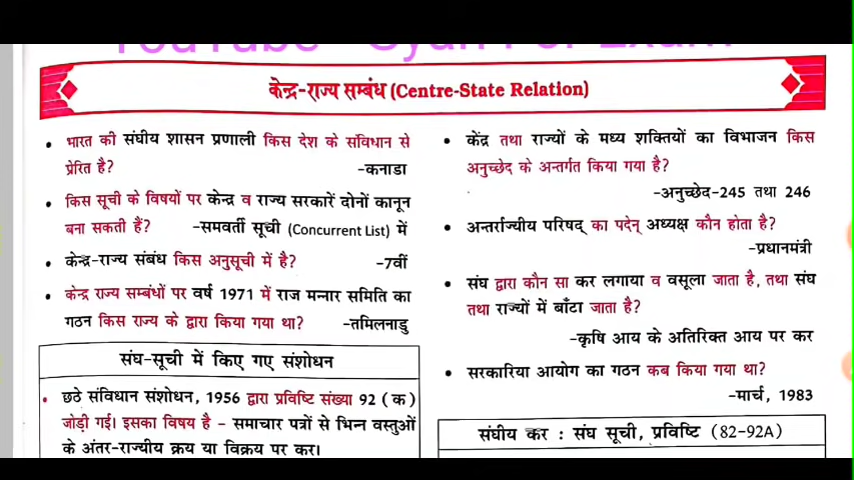 केन्द्र-राज्य सम्बंध (Centre-State Relation)
• भारत की संघीय शासन प्रणाली किस देश के संविधान से
प्रेरित है? -कनाडा
• किस सूची के विषयों पर केन्द्र व राज्य सरकारें दोनों कानून
बना सकती हैं? -समवर्ती सूची (Concurrent List) में
• केन्द्र-राज्य संबंध किस अनुसूची में है? -7वीं
• केन्द्र राज्य सम्बंधों पर वर्ष 1971 में राज मन्नार समिति का
गठन किस राज्य के द्वारा किया गया था? -तमिलनाडु
संघ-सूची में किए गए संशोधन
• छठे संविधान संशोधन, 1956 द्वारा प्रविष्टि संख्या 92 (क)
जोड़ी गई। इसका विषय है - समाचार पत्रों से भिन्न वस्तुओं
के अंतर-राज्यीय क्रय या विक्रय पर कर।
• केंद्र तथा राज्यों के मध्य शक्तियों का विभाजन किस
अनुच्छेद के अन्तर्गत किया गया है?
-अनुच्छेद-245 तथा 246
• अन्तर्राज्यीय परिषद् का पदेन् अध्यक्ष कौन होता है?
-प्रधानमंत्री
• संघ द्वारा कौन सा कर लगाया व वसूला जाता है, तथा संघ
तथा राज्यों में बाँटा जाता है?
-कृषि आय के अतिरिक्त आय पर कर
• सरकारिया आयोग का गठन कब किया गया था?
-मार्च, 1983
संघीय कर : संघ सूची, प्रविष्टि (82-92A)